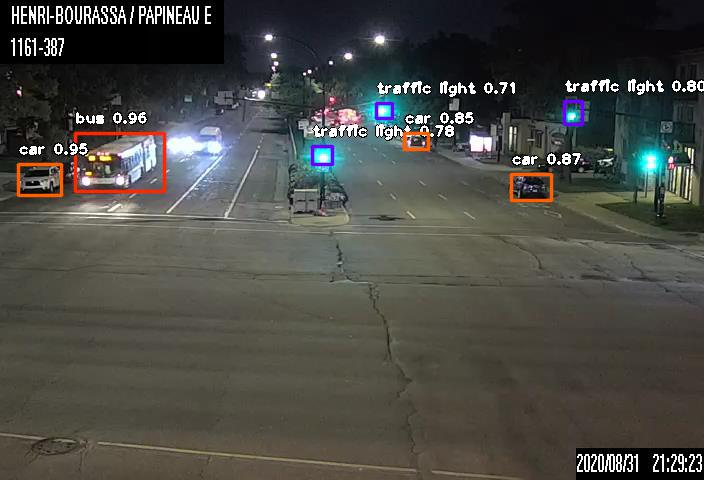 HENRI-BOURASSA / PAPINEAU E
1161-387
traffic light 0.71
traffic light 0.80
bus 0.96
car 0.85
traffic light 0.78
car 0.95
car 0.87
2020/08/31 21:29:23